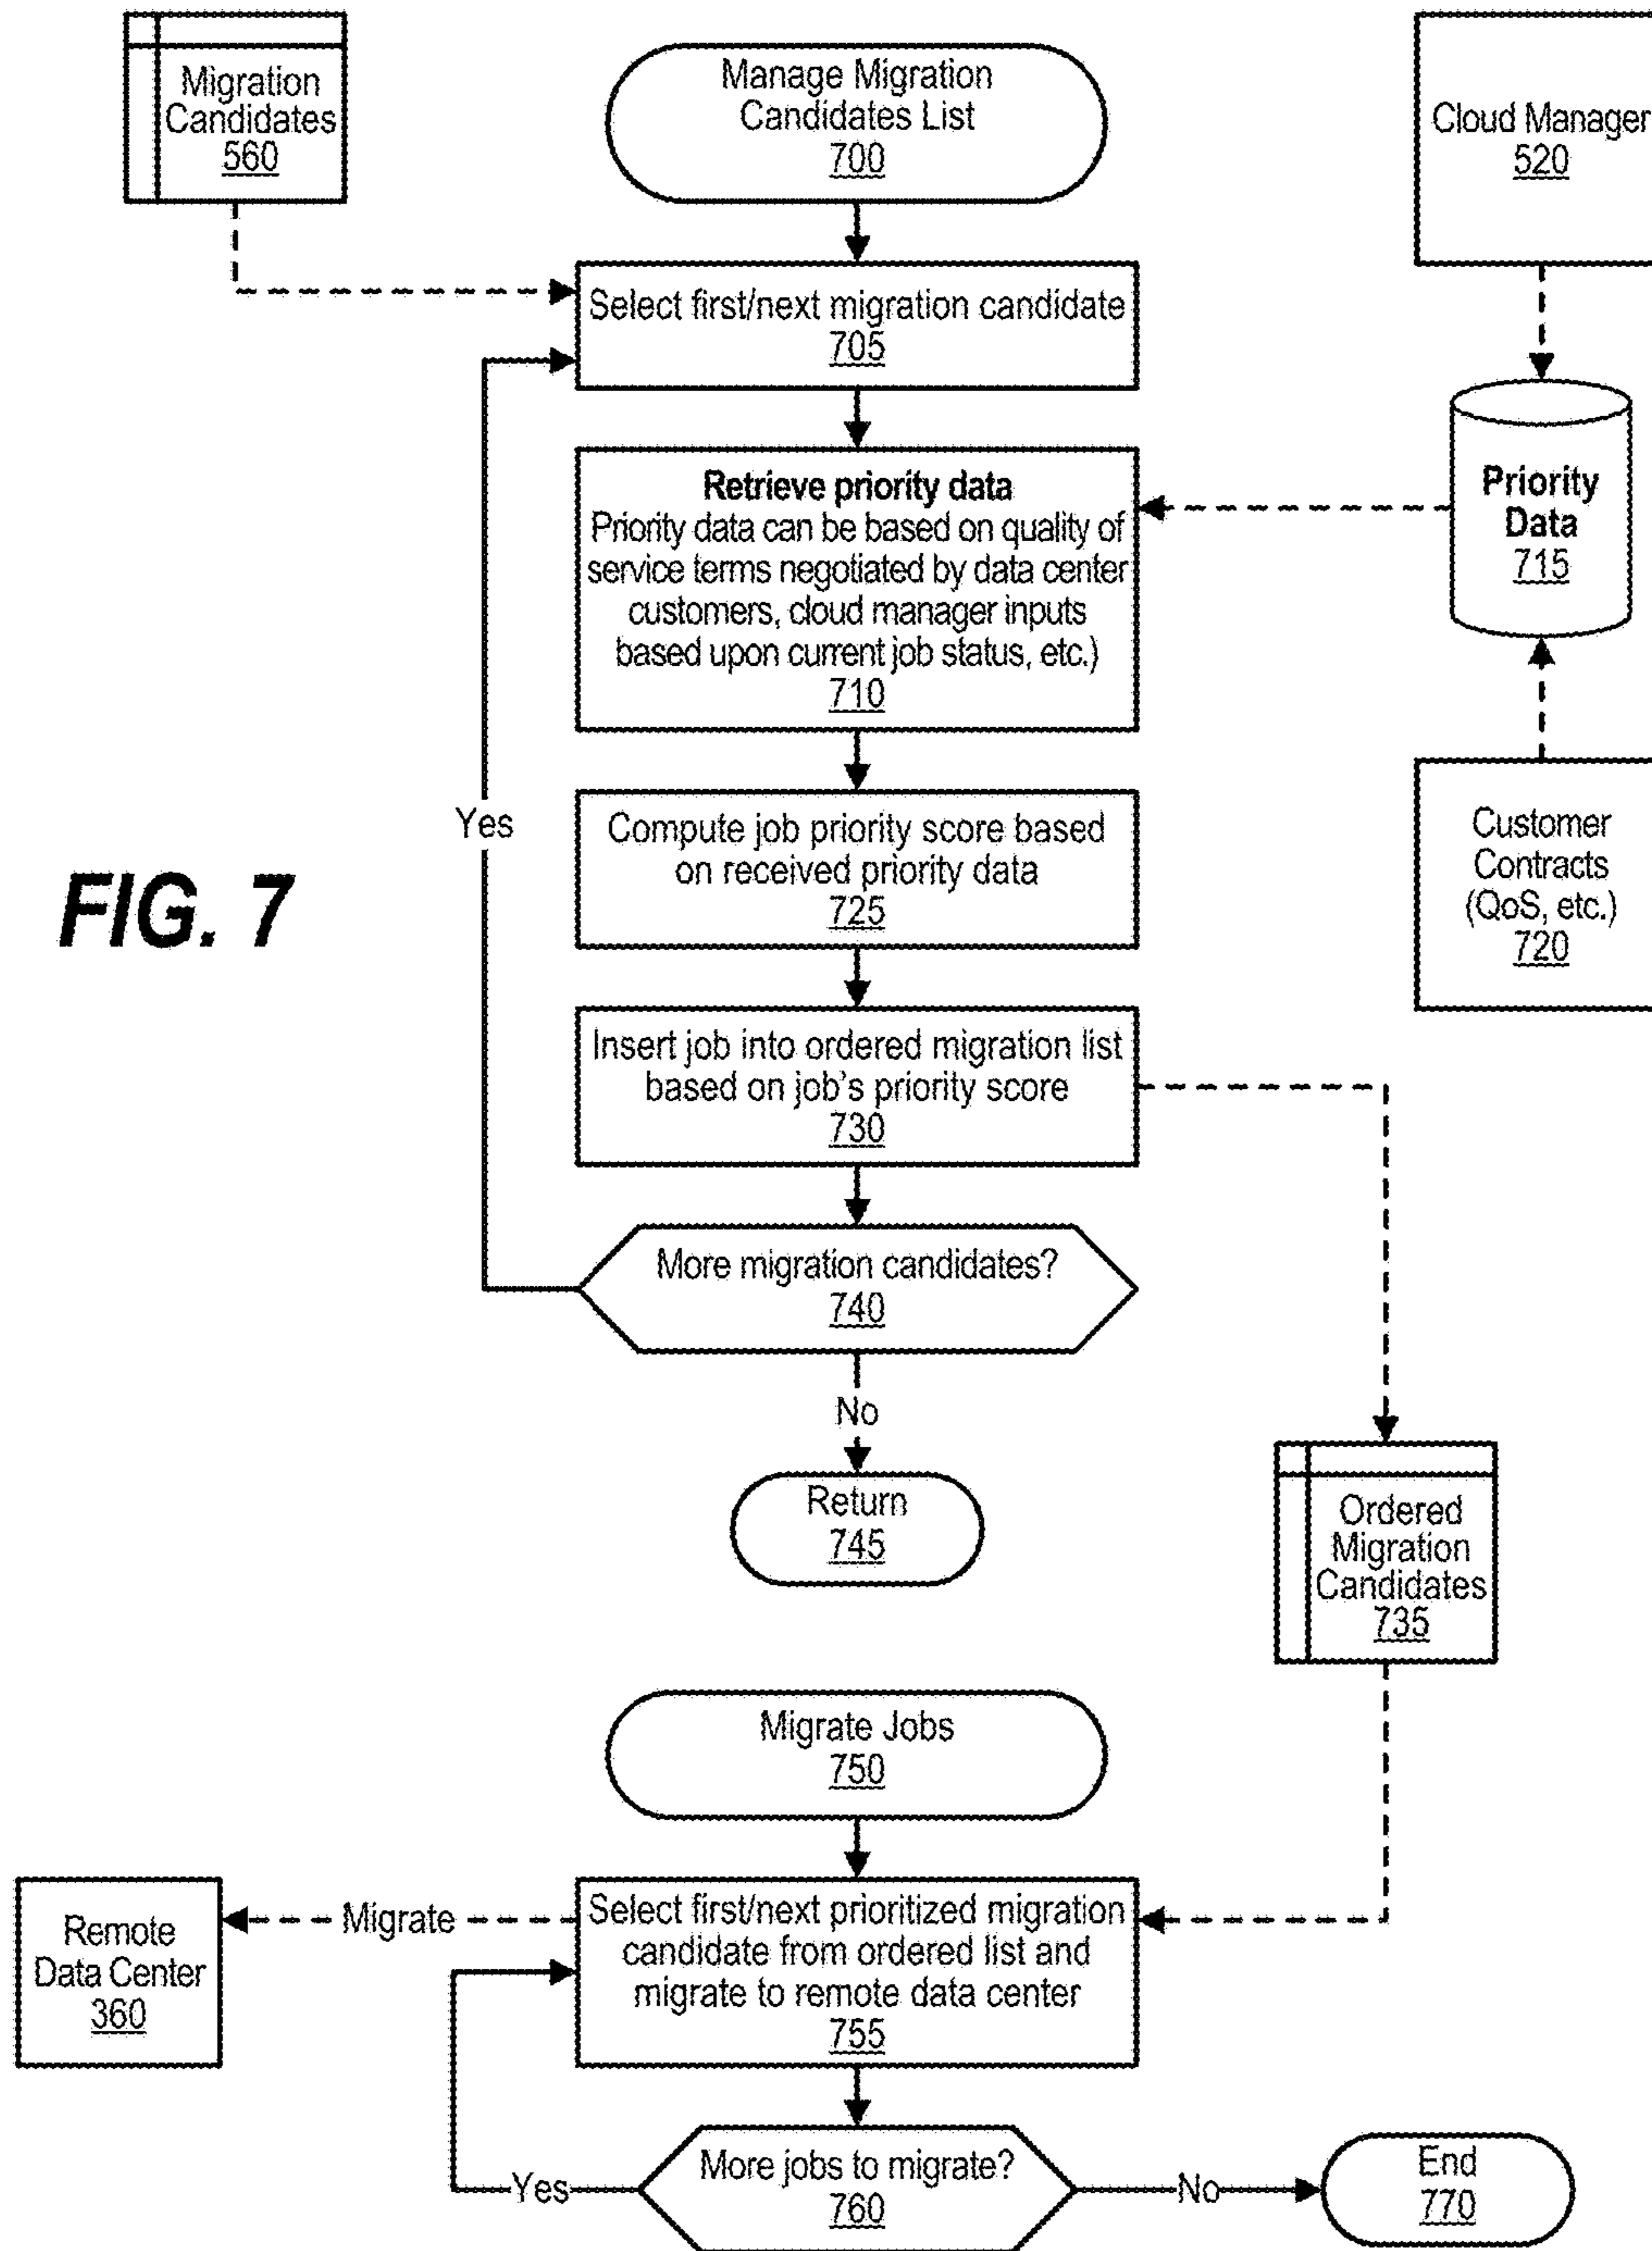 Migration
Candidates
560
Manage Migration
Candidates List
700
Cloud Manager
520
Select first/next migration candidate
705
Retrieve priority data
Priority data can be based on quality of
service terms negotiated by data center
customers, cloud manager inputs
based upon current job status, etc.)
710
Priority
Data
715
Yes
Compute job priority score based
on received priority data
725
Customer
Contracts
(QoS, etc.)
720
FIG. 7
Insert job into ordered migration list
based on job's priority score
730
More migration candidates?
740
No
Return
745
Ordered
Migration
Candidates
735
Migrate Jobs
750
Remote
Data Center
360
Migrate
Select first/next prioritized migration
candidate from ordered list and
migrate to remote data center
755
Yes
More jobs to migrate?
760
No
End
770